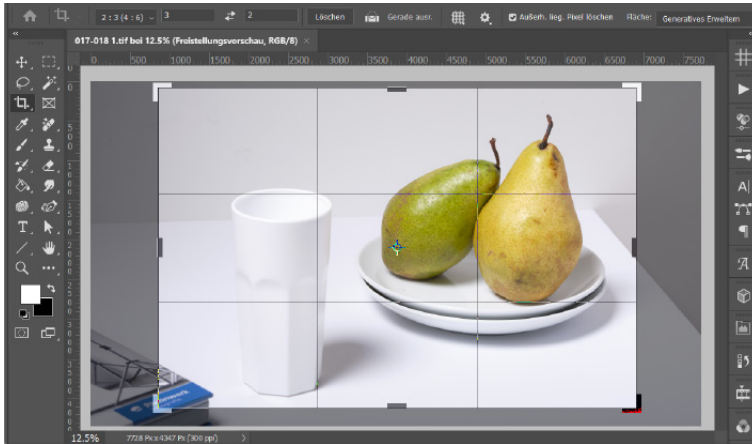 2 : 3 (4 : 6) 3 2 Löschen Gerade ausr. Außerh. lieg. Pixel löschen Fläche: Generatives Erweitern
017-018 1.tif bei 12.5% (Freistellungsvorschau, RGB/8) ×
0 500 1000 1500 2000 2500 3000 3500 4000 4500 5000 5500 6000 6500 7000 7500
12.5% 7728 Px x 4347 Px (300 ppi)